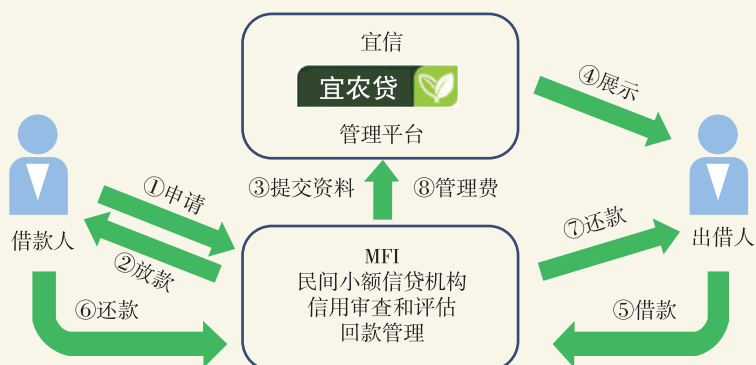 宜信
宜农贷
管理平台
④展示
①申请
③提交资料
⑧管理费
②放款
借款人
⑦还款
出借人
MFI
民间小额信贷机构
信用审查和评估
回款管理
⑥还款
⑤借款